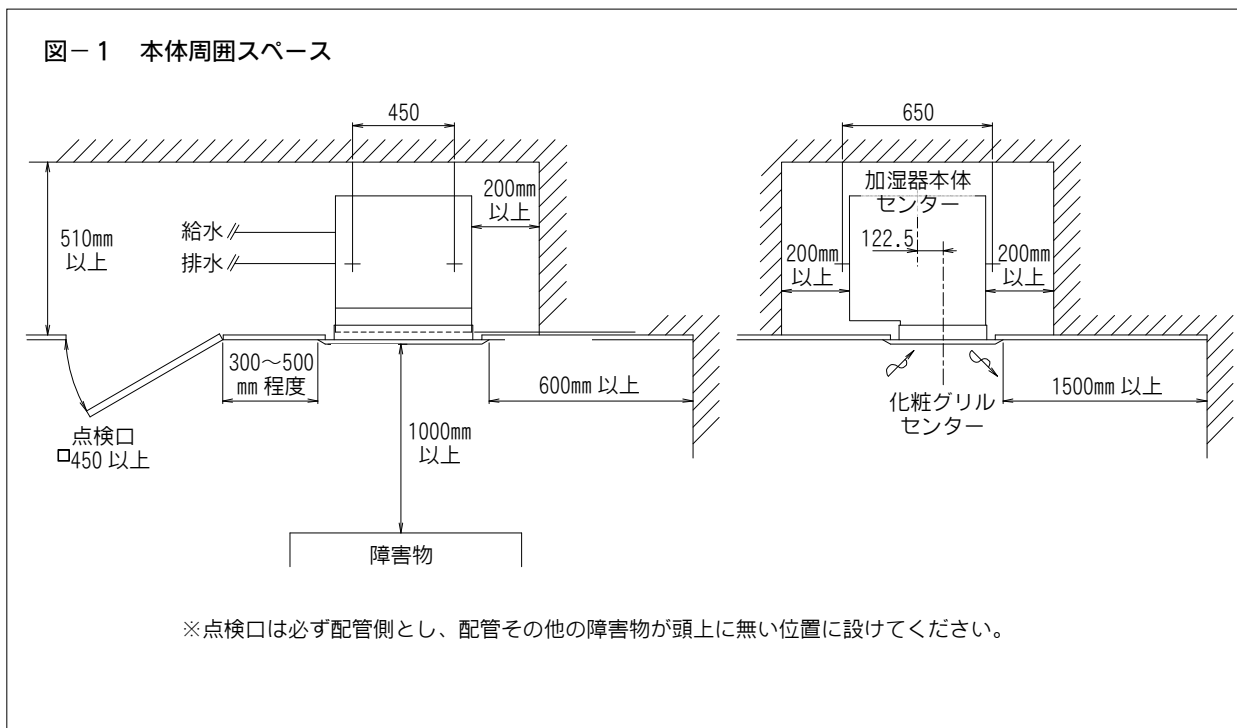 図－1　本体周囲スペース
450
650
200mm
以上
加湿器本体
センター
510mm
以上
給水
排水
122.5
200mm
以上
200mm
以上
300～500
mm 程度
600mm 以上
1500mm 以上
化粧グリル
センター
点検口
□450 以上
1000mm
以上
障害物
※点検口は必ず配管側とし、配管その他の障害物が頭上に無い位置に設けてください。